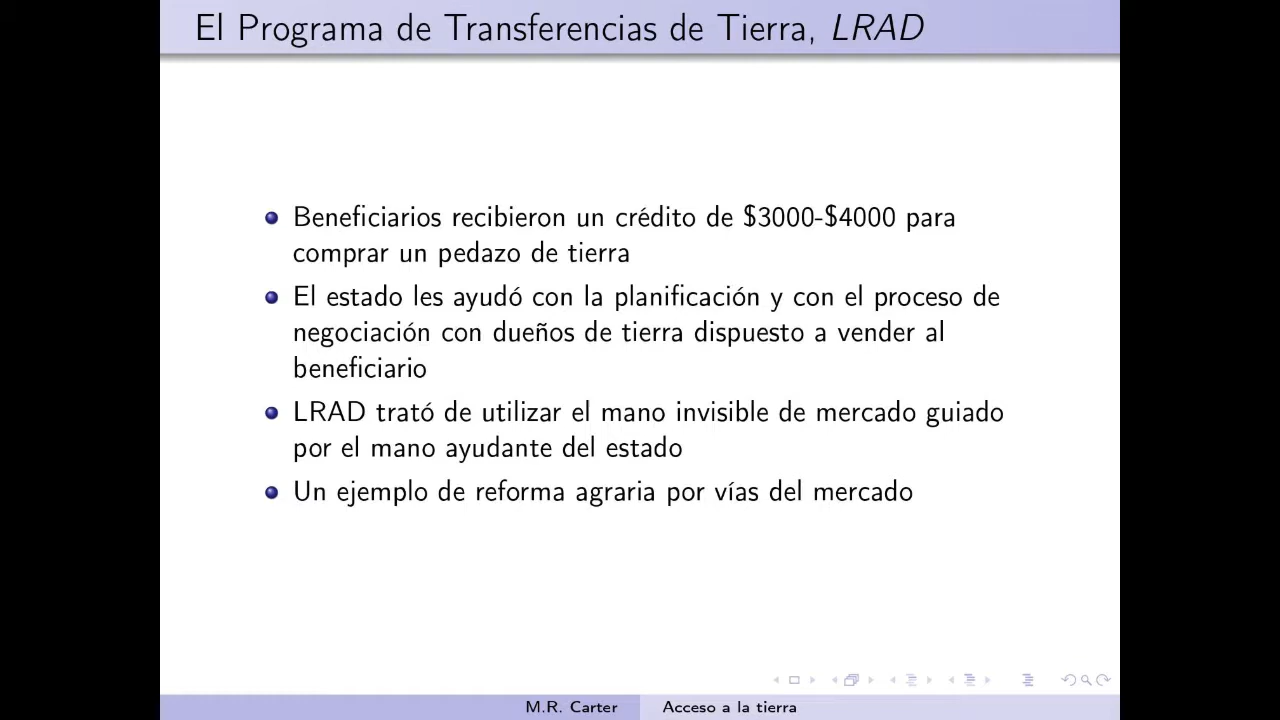 El Programa de Transferencias de Tierra, LRAD
Beneficiarios recibieron un crédito de $3000-$4000 para
comprar un pedazo de tierra
El estado les ayudó con la planificación y con el proceso de
negociación con dueños de tierra dispuesto a vender al
beneficiario
LRAD trató de utilizar el mano invisible de mercado guiado
por el mano ayudante del estado
Un ejemplo de reforma agraria por vías del mercado
M.R. Carter
Acceso a la tierra